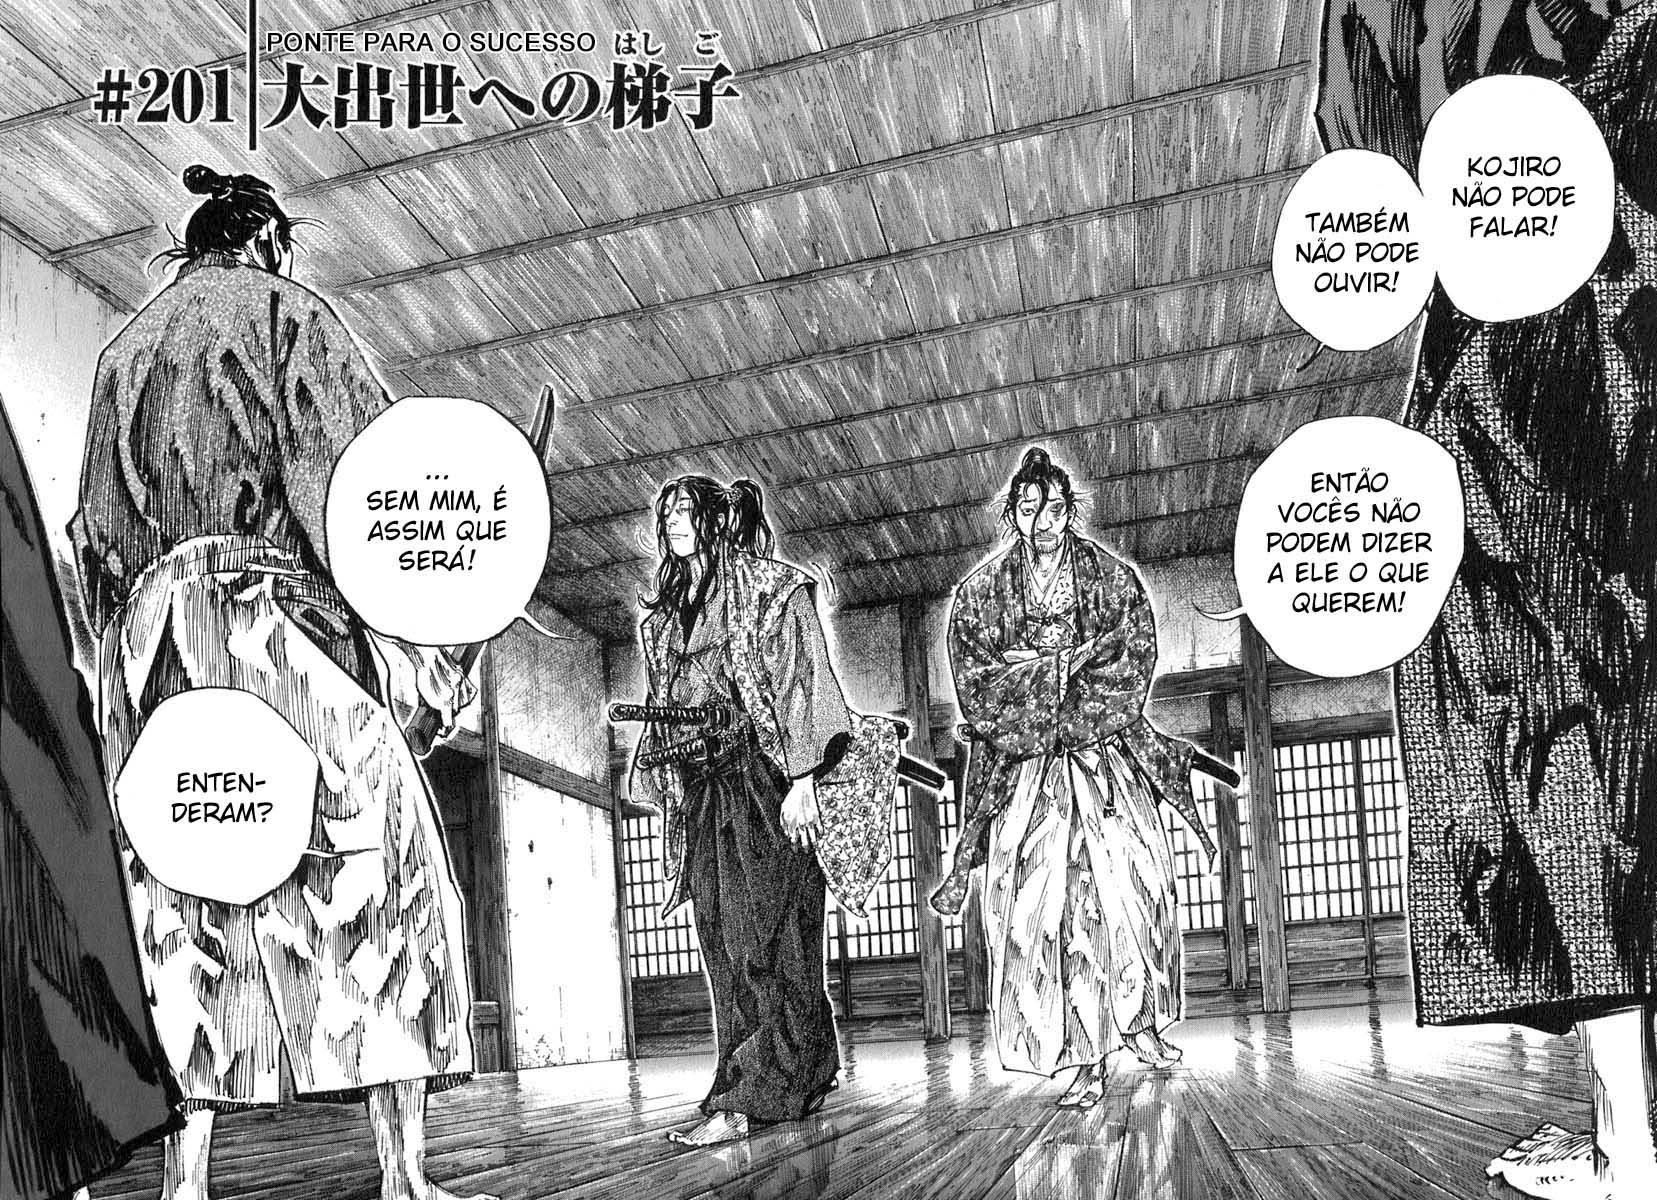 PONTE PARA O SUCESSO
はしご
#201 大出世への梯子
KOJIRO
NÃO PODE
FALAR!
TAMBÉM
NÃO PODE
OUVIR!
ENTÃO
VOCÊS NÃO
PODEM DIZER
A ELE O QUE
QUEREM!
...
SEM MIM, É
ASSIM QUE
SERÁ!
ENTEN-
DERAM?